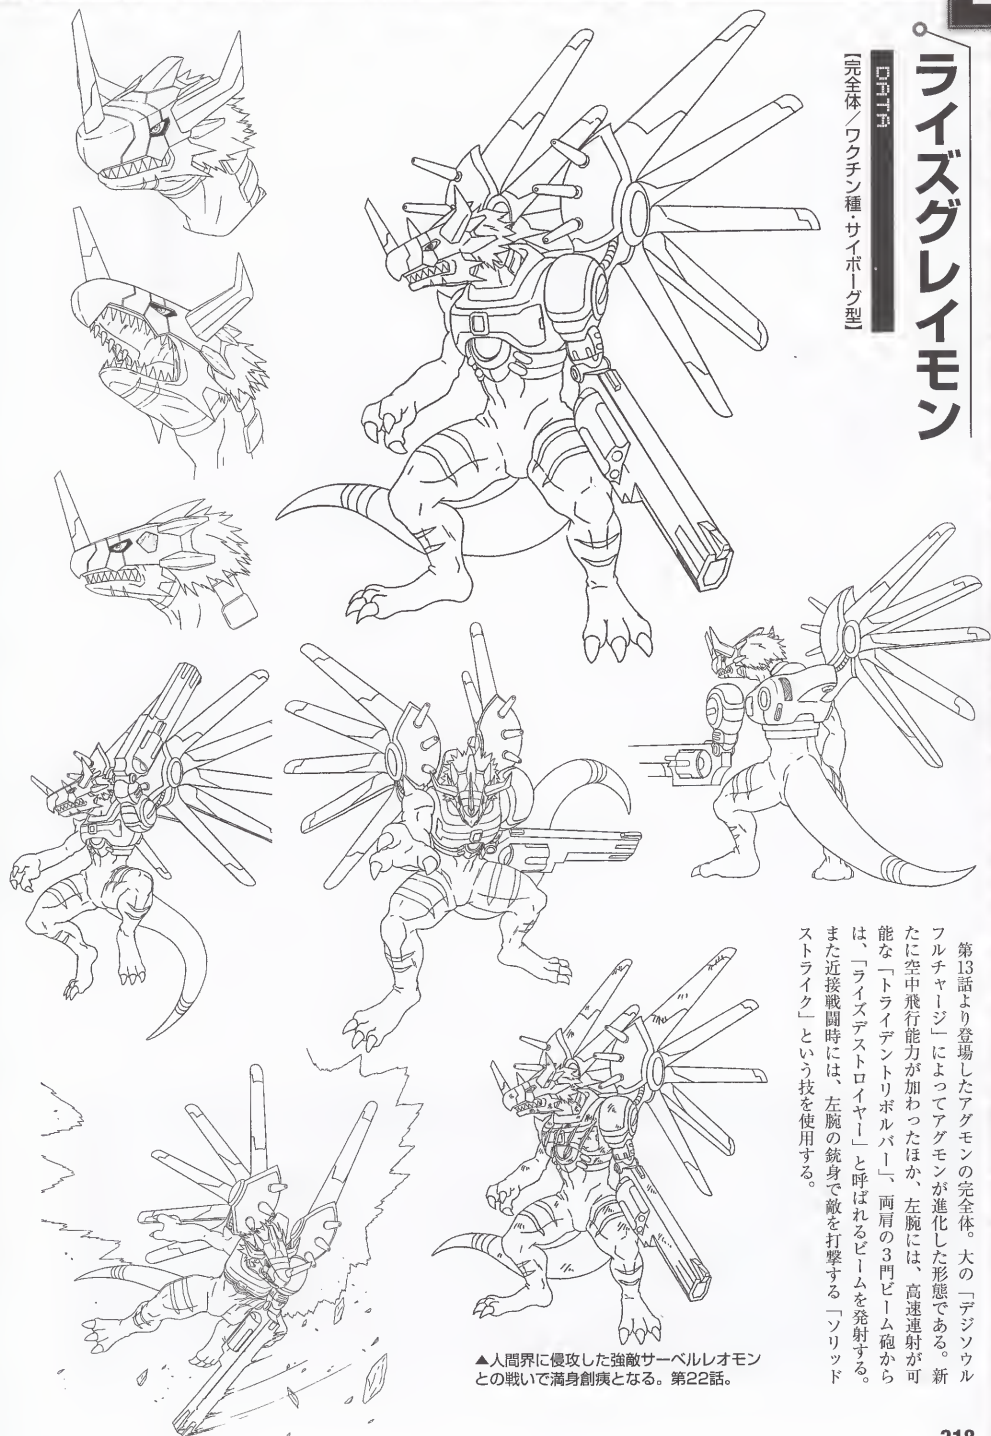 ライズグレイモン
DATA
【完全体／ワクチン種・サイボーグ型】
第13話より登場したアグモンの完全体。大の「デジソウル
フルチャージ」によってアグモンが進化した形態である。新
たに空中飛行能力が加わったほか、左腕には、高速連射が可
能な「トライデントリボルバー」、両肩の３門ビーム砲から
は、「ライズデストロイヤー」と呼ばれるビームを発射する。
また近接戦闘時には、左腕の銃身で敵を打撃する「ソリッド
ストライク」という技を使用する。
▲人間界に侵攻した強敵サーベルレオモン
との戦いで満身創痍となる。第22話。